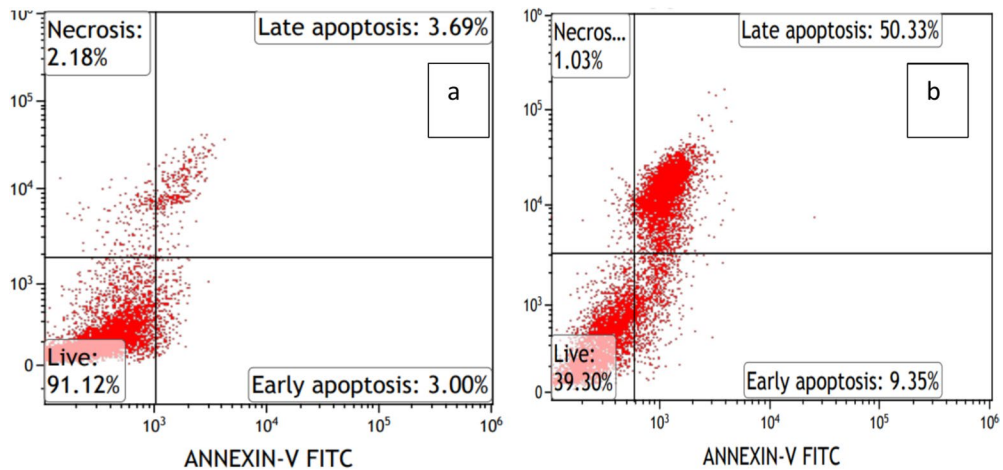 10⁶
Necrosis:
2.18%
Late apoptosis: 3.69%
a
10⁵
10⁴
10³
0
Live:
91.12%
Early apoptosis: 3.00%
10³ 10⁴ 10⁵ 10⁶
ANNEXIN-V FITC
10⁶
Necros...
1.03%
Late apoptosis: 50.33%
b
10⁵
10⁴
10³
0
Live:
39.30%
Early apoptosis: 9.35%
10³ 10⁴ 10⁵ 10⁶
ANNEXIN-V FITC